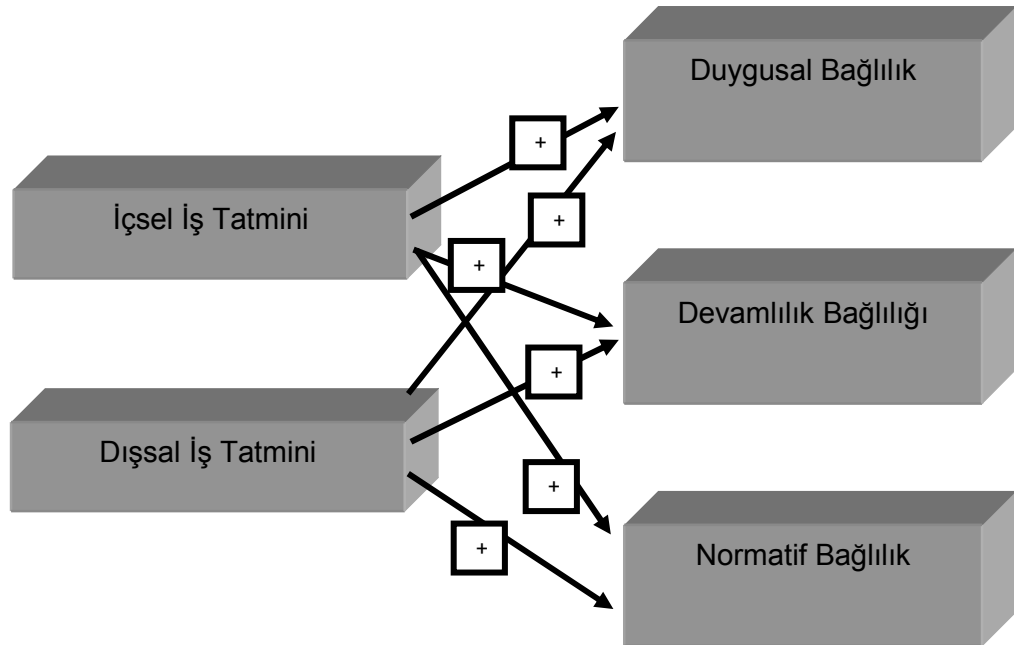 Duygusal Bağlılık
+
İçsel İş Tatmini
+
+
Devamlılık Bağlılığı
+
Dışsal İş Tatmini
+
+
Normatif Bağlılık